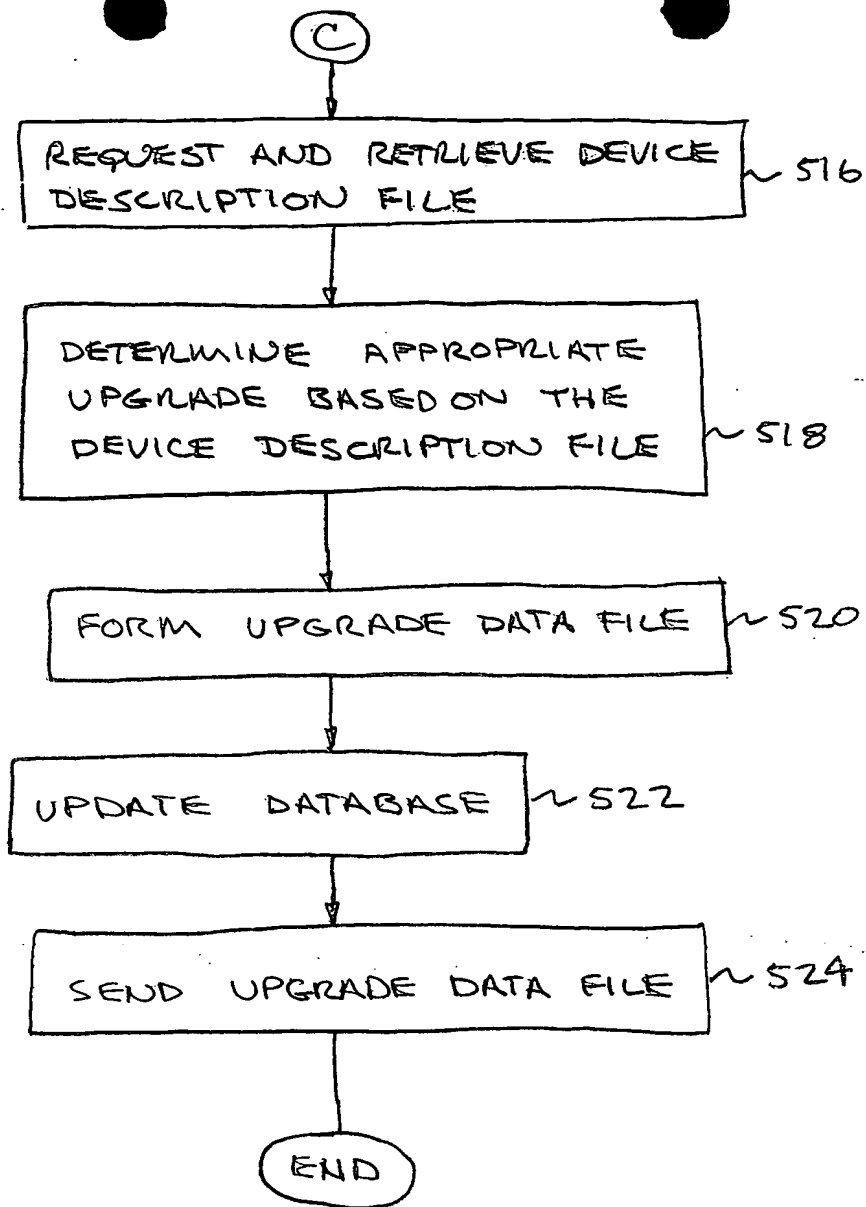 C
REQUEST AND RETRIEVE DEVICE
DESCRIPTION FILE
516
DETERMINE APPROPRIATE
UPGRADE BASED ON THE
DEVICE DESCRIPTION FILE
518
FORM UPGRADE DATA FILE
520
UPDATE DATABASE
522
SEND UPGRADE DATA FILE
524
END